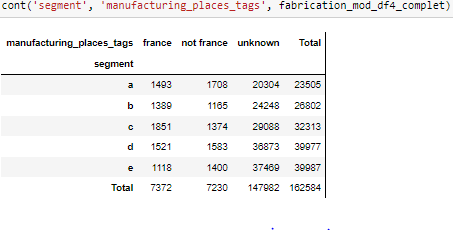 cont('segment', 'manufacturing_places_tags', fabrication_mod_df4_complet)
manufacturing_places_tags france not france unknown Total
segment
a 1493 1708 20304 23505
b 1389 1165 24248 26802
c 1851 1374 29088 32313
d 1521 1583 36873 39977
e 1118 1400 37469 39987
Total 7372 7230 147982 162584